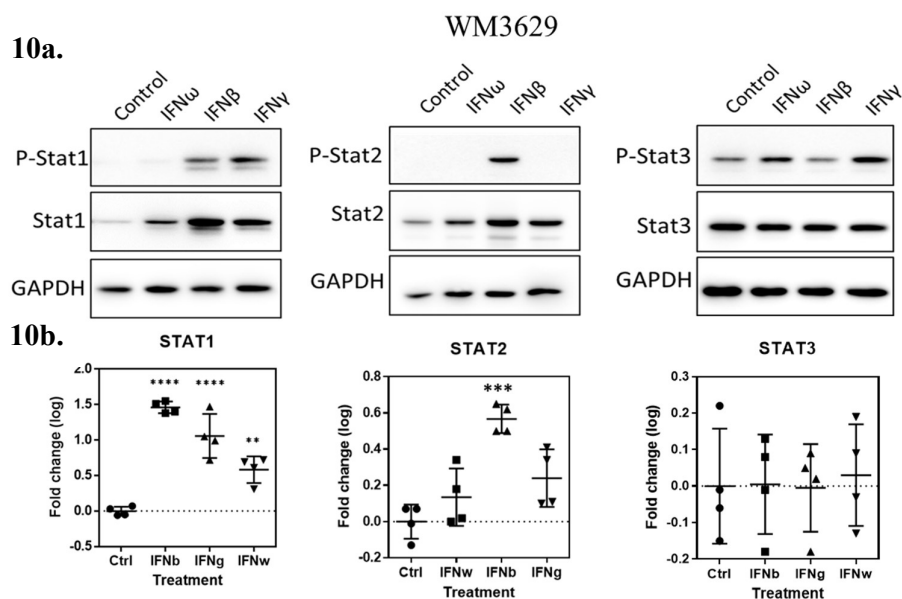 WM3629
10a.
Control IFNω IFNβ IFNγ
P-Stat1
Stat1
GAPDH
Control IFNω IFNβ IFNγ
P-Stat2
Stat2
GAPDH
Control IFNω IFNβ IFNγ
P-Stat3
Stat3
GAPDH
10b.
STAT1
Fold change (log)
2.0
1.5
1.0
0.5
0.0
-0.5
**** **** **
Ctrl IFNb IFNg IFNw
Treatment
STAT2
Fold change (log)
0.8
0.6
0.4
0.2
0.0
-0.2
***
Ctrl IFNw IFNb IFNg
Treatment
STAT3
Fold change (log)
0.3
0.2
0.1
0.0
-0.1
-0.2
Ctrl IFNb IFNg IFNw
Treatment